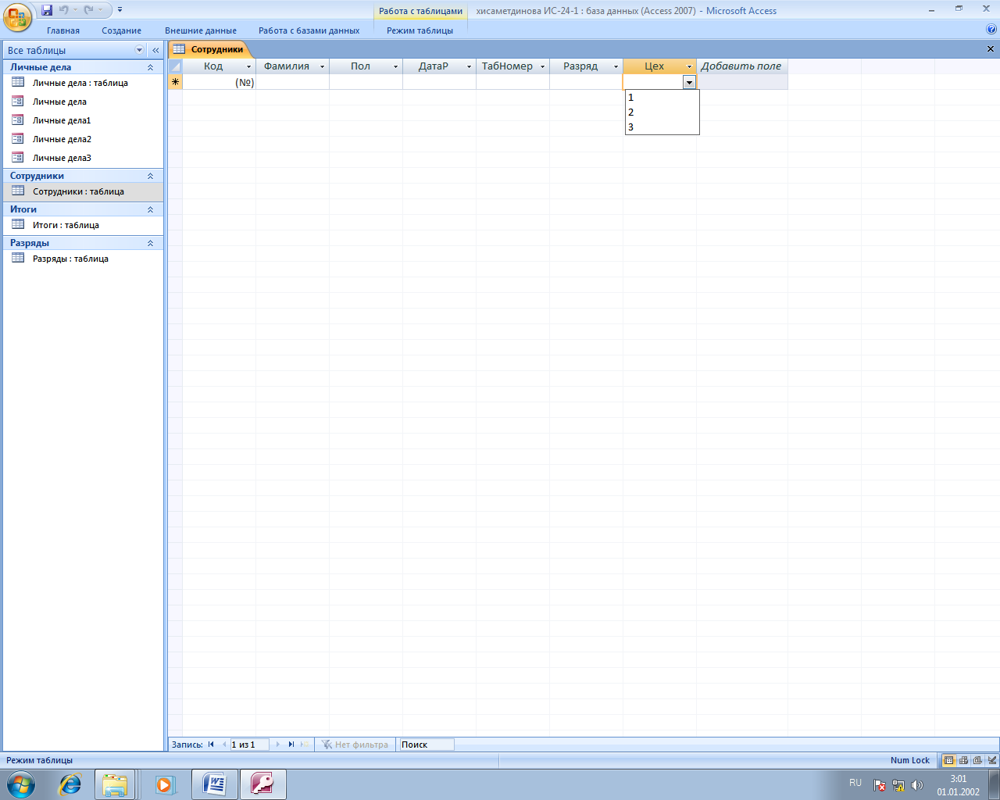 Работа с таблицами
хисаметдинова ИС-24-1 : база данных (Access 2007) - Microsoft Access
Главная Создание Внешние данные Работа с базами данных Режим таблицы
Все таблицы
Личные дела
Личные дела : таблица
Личные дела
Личные дела1
Личные дела2
Личные дела3
Сотрудники
Сотрудники : таблица
Итоги
Итоги : таблица
Разряды
Разряды : таблица
Сотрудники
Код Фамилия Пол ДатаР ТабНомер Разряд Цех Добавить поле
(№)
1
2
3
Запись: 1 из 1 Нет фильтра Поиск
Режим таблицы Num Lock
RU 3:01
01.01.2002